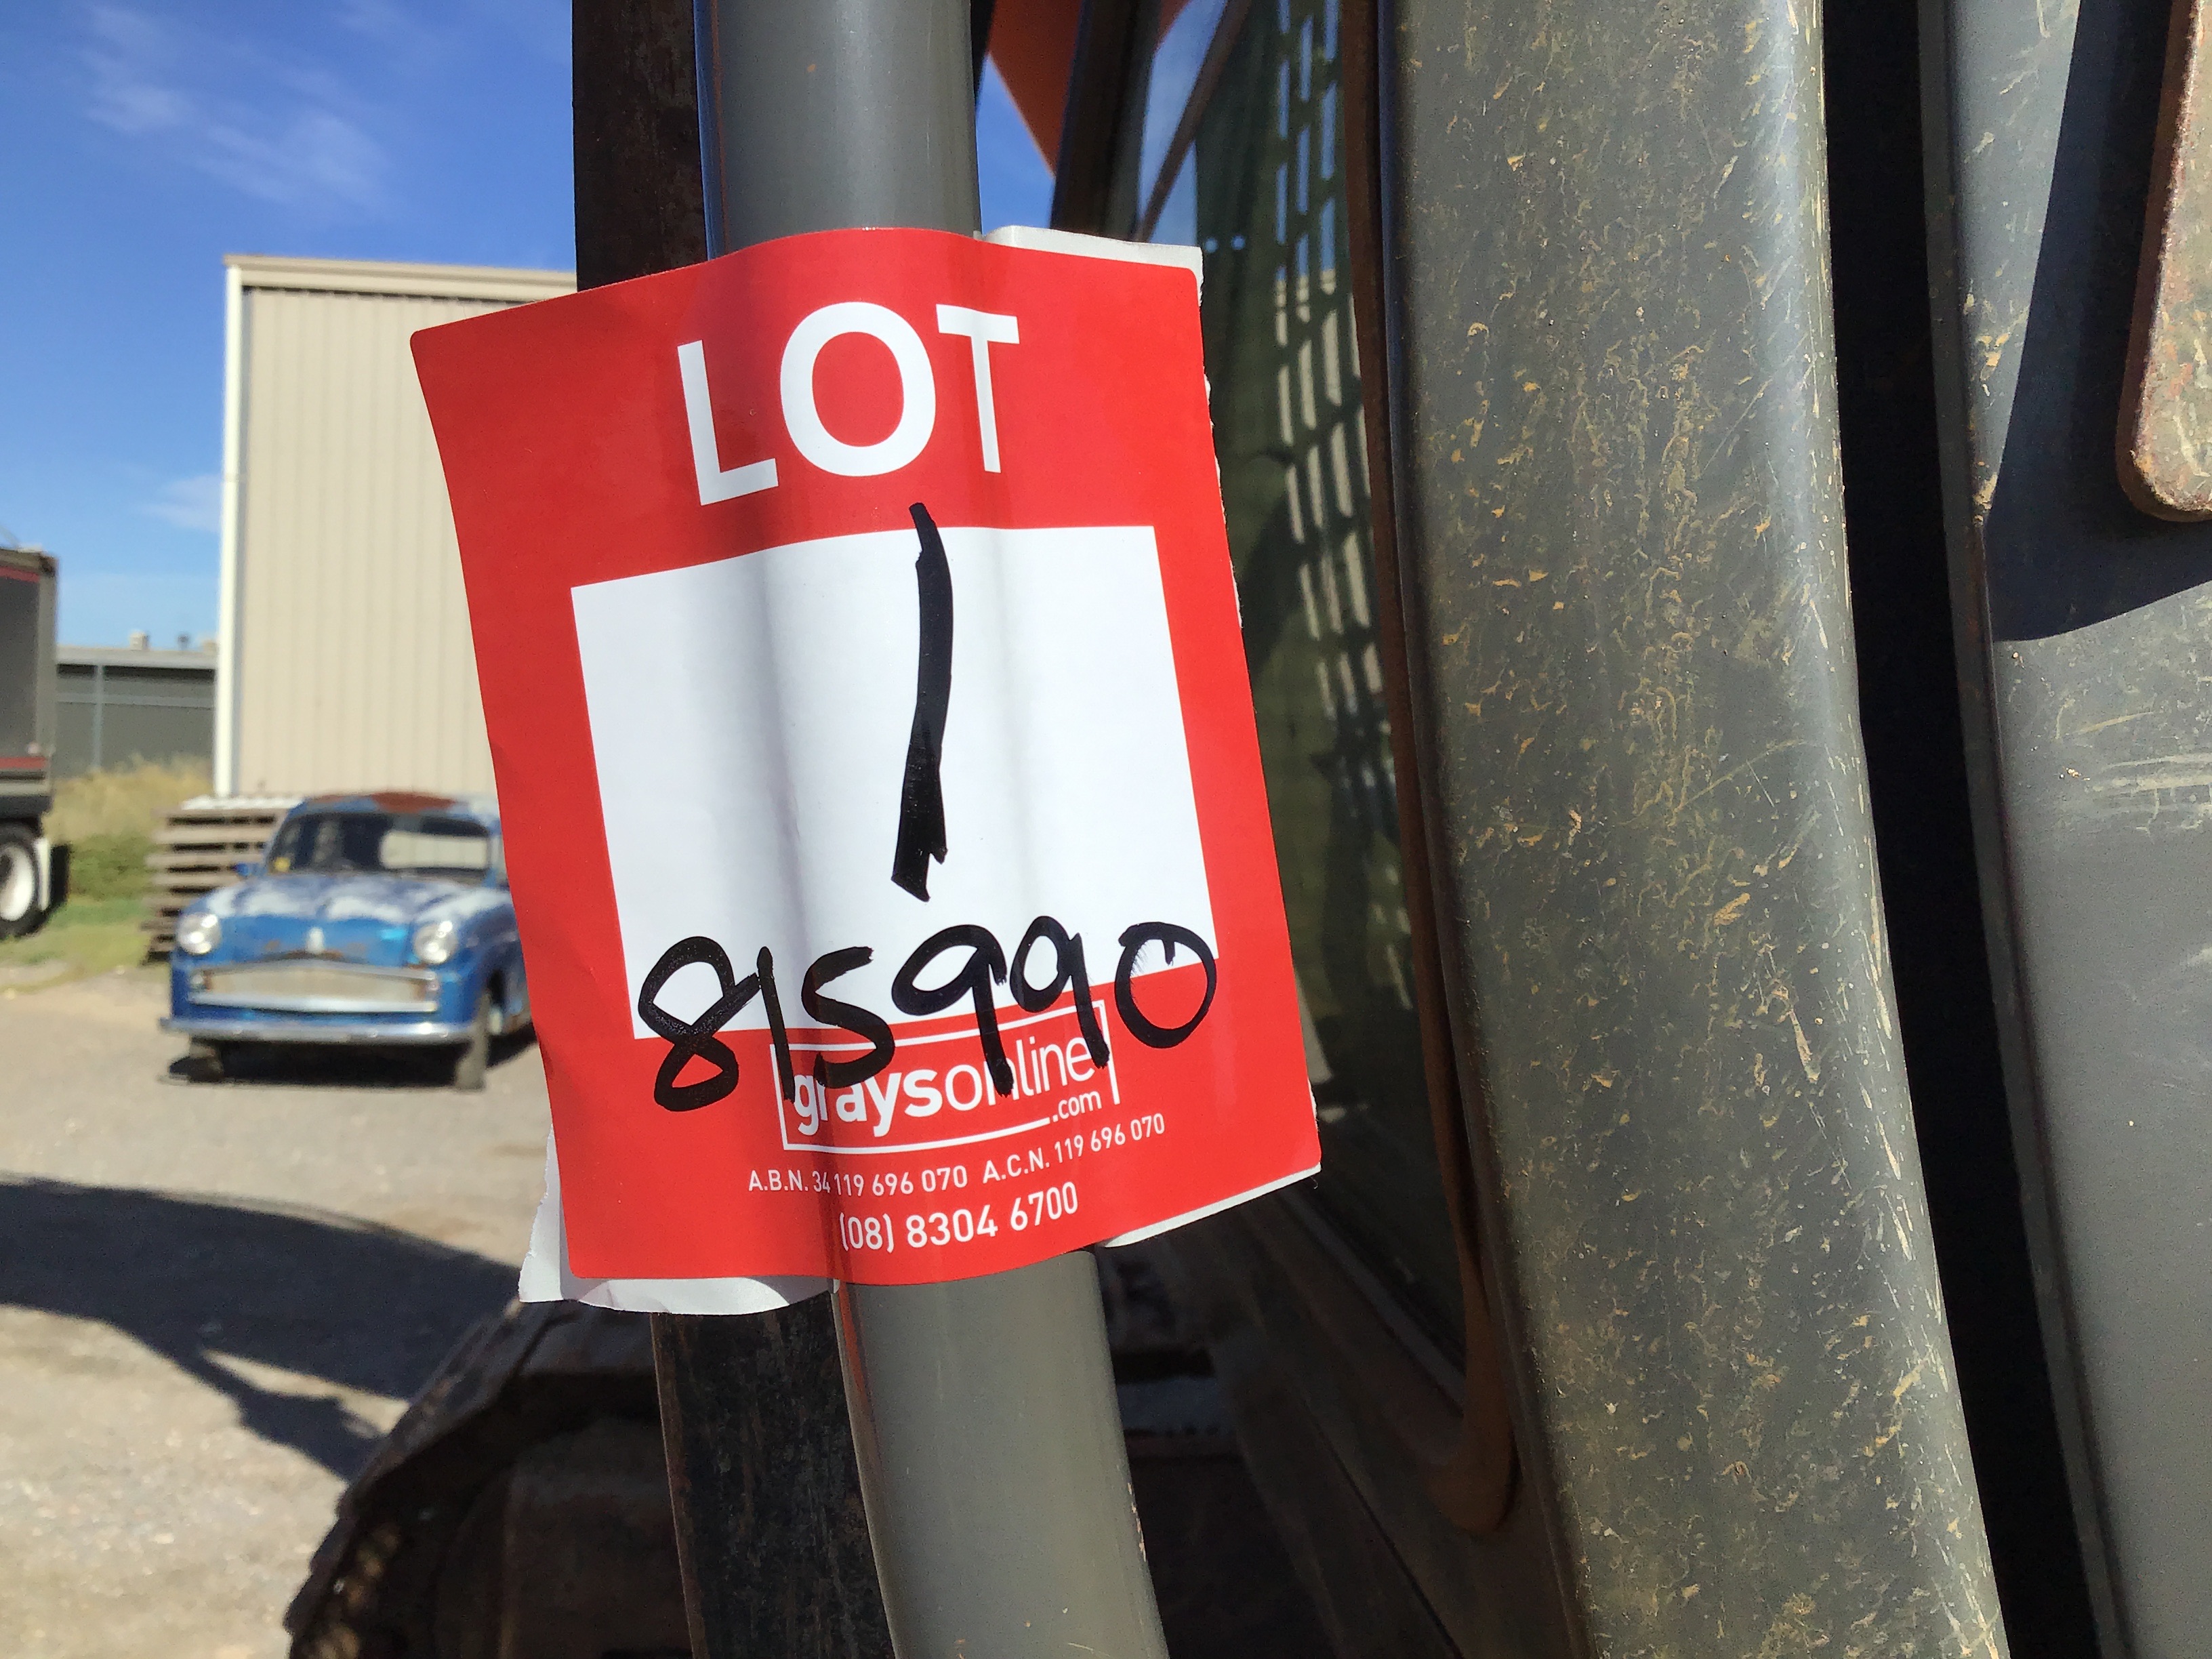 LOT
1
815990
graysonline
.com
A.B.N. 34 119 696 070 A.C.N. 119 696 070
(08) 8304 6700